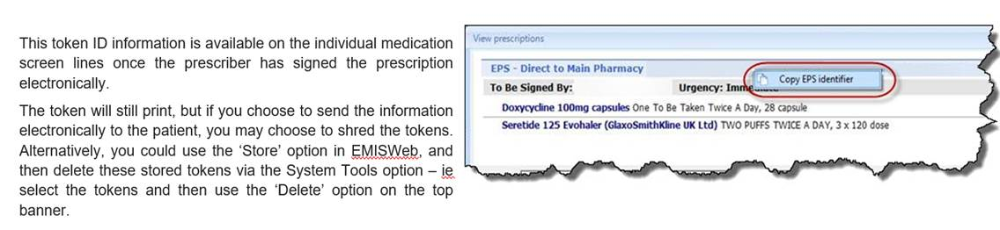 This token ID information is available on the individual medication
screen lines once the prescriber has signed the prescription
electronically.
The token will still print, but if you choose to send the information
electronically to the patient, you may choose to shred the tokens.
Alternatively, you could use the ‘Store’ option in EMISWeb, and
then delete these stored tokens via the System Tools option – ie
select the tokens and then use the ‘Delete’ option on the top
banner.
View prescriptions
EPS - Direct to Main Pharmacy
Copy EPS identifier
To Be Signed By: Urgency: Immediate
Doxycycline 100mg capsules One To Be Taken Twice A Day, 28 capsule
Seretide 125 Evohaler (GlaxoSmithKline UK Ltd) TWO PUFFS TWICE A DAY, 3 x 120 dose